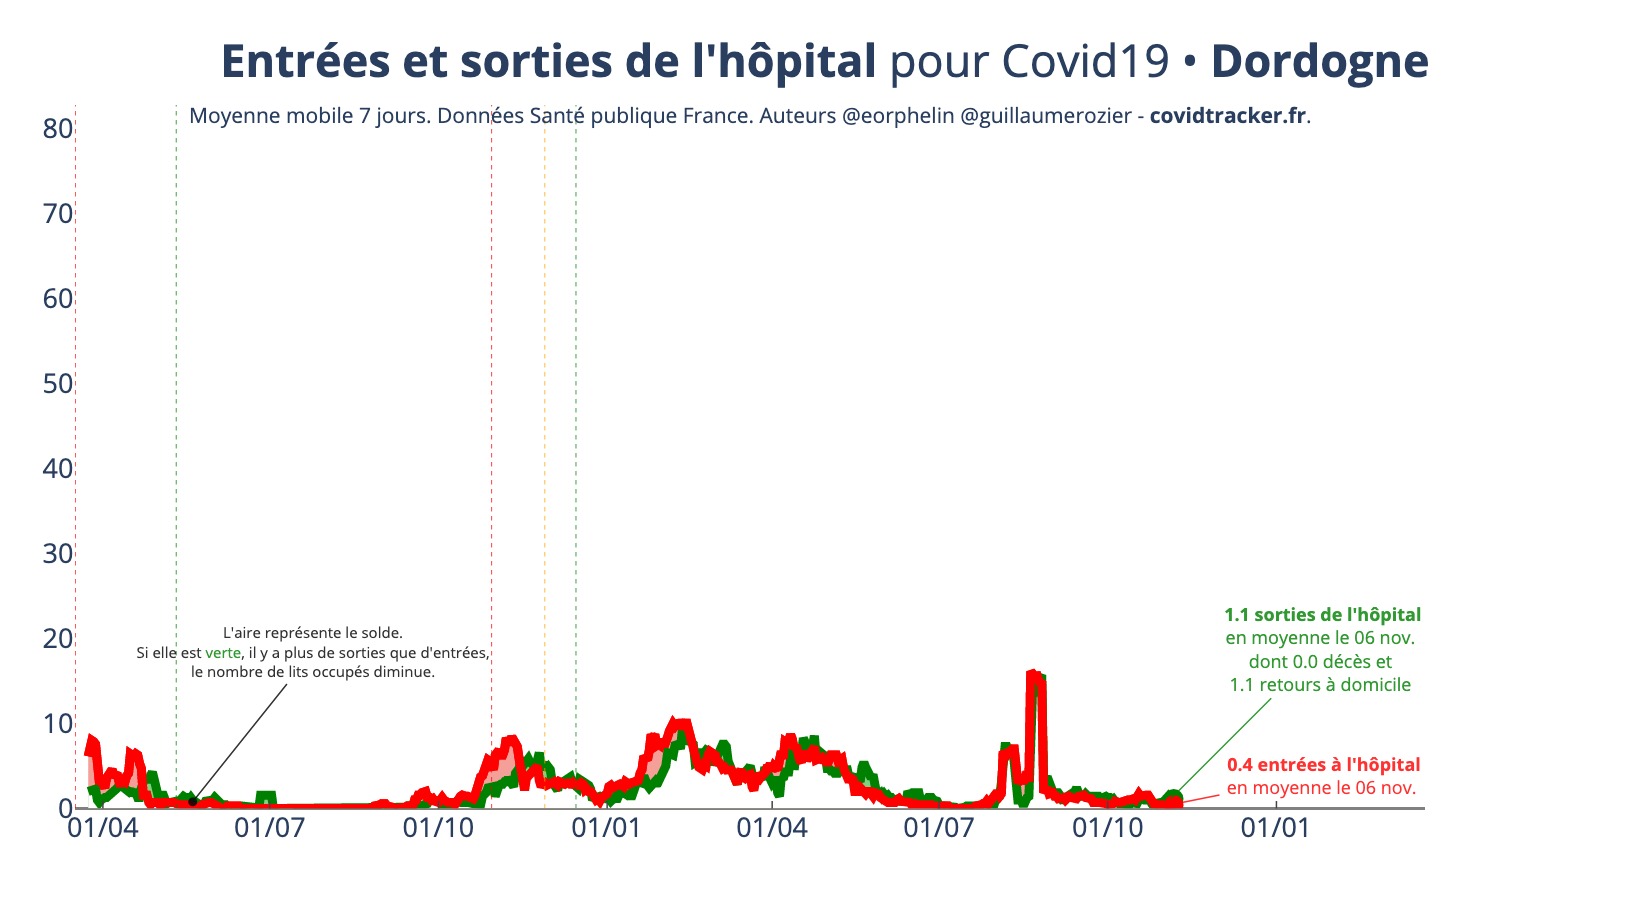 Entrées et sorties de l'hôpital pour Covid19 • Dordogne
Moyenne mobile 7 jours. Données Santé publique France. Auteurs @eorphelin @guillaumerozier - covidtracker.fr.
80
70
60
50
40
30
20
10
0
L'aire représente le solde.
Si elle est verte, il y a plus de sorties que d'entrées,
le nombre de lits occupés diminue.
1.1 sorties de l'hôpital
en moyenne le 06 nov.
dont 0.0 décès et
1.1 retours à domicile
0.4 entrées à l'hôpital
en moyenne le 06 nov.
01/04 01/07 01/10 01/01 01/04 01/07 01/10 01/01